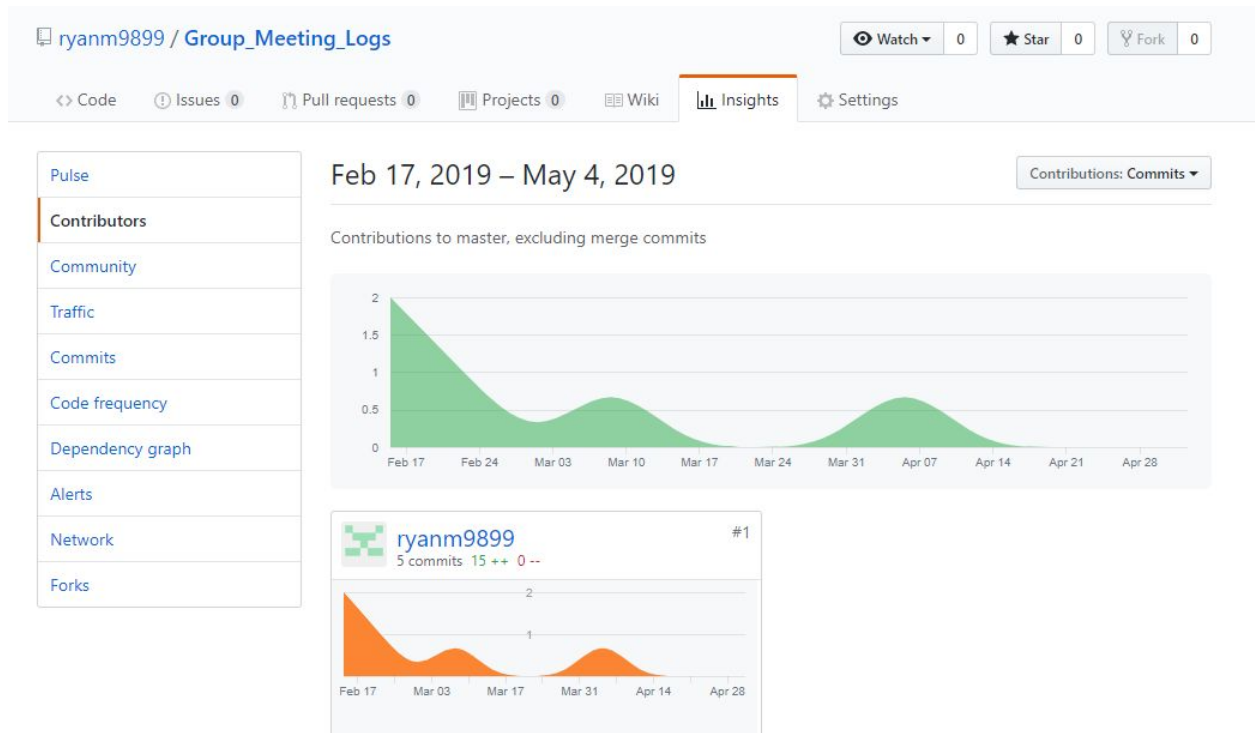 ryanm9899 / Group_Meeting_Logs
Watch 0 Star 0 Fork 0
Code Issues 0 Pull requests 0 Projects 0 Wiki Insights Settings
Pulse
Contributors
Community
Traffic
Commits
Code frequency
Dependency graph
Alerts
Network
Forks
Feb 17, 2019 – May 4, 2019
Contributions: Commits
Contributions to master, excluding merge commits
2
1.5
1
0.5
0
Feb 17 Feb 24 Mar 03 Mar 10 Mar 17 Mar 24 Mar 31 Apr 07 Apr 14 Apr 21 Apr 28
ryanm9899 #1
5 commits 15 ++ 0 --
2
1
Feb 17 Mar 03 Mar 17 Mar 31 Apr 14 Apr 28